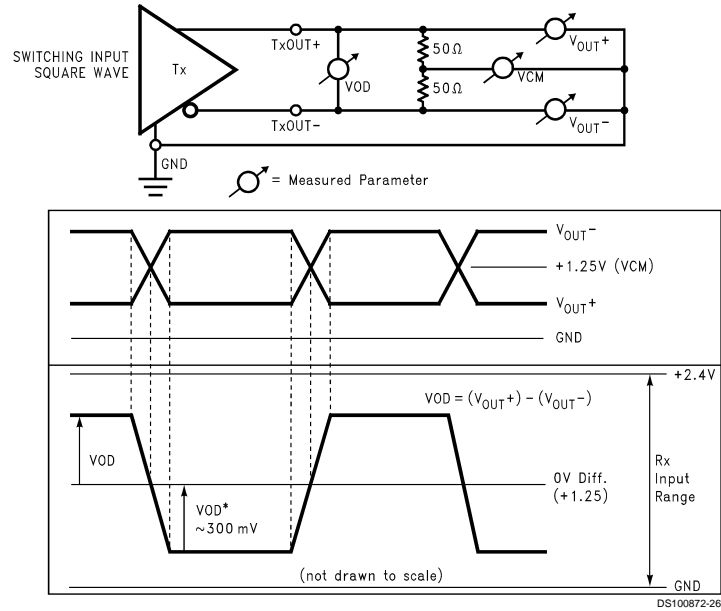 SWITCHING INPUT
SQUARE WAVE
Tx
TxOUT+
TxOUT-
VOD
50Ω
50Ω
VCM
VOUT+
VOUT-
GND
= Measured Parameter
VOUT-
+1.25V (VCM)
VOUT+
GND
+2.4V
VOD = (VOUT+) - (VOUT-)
VOD
VOD*
~300 mV
0V Diff.
(+1.25)
Rx
Input
Range
(not drawn to scale)
GND
DS100872-26